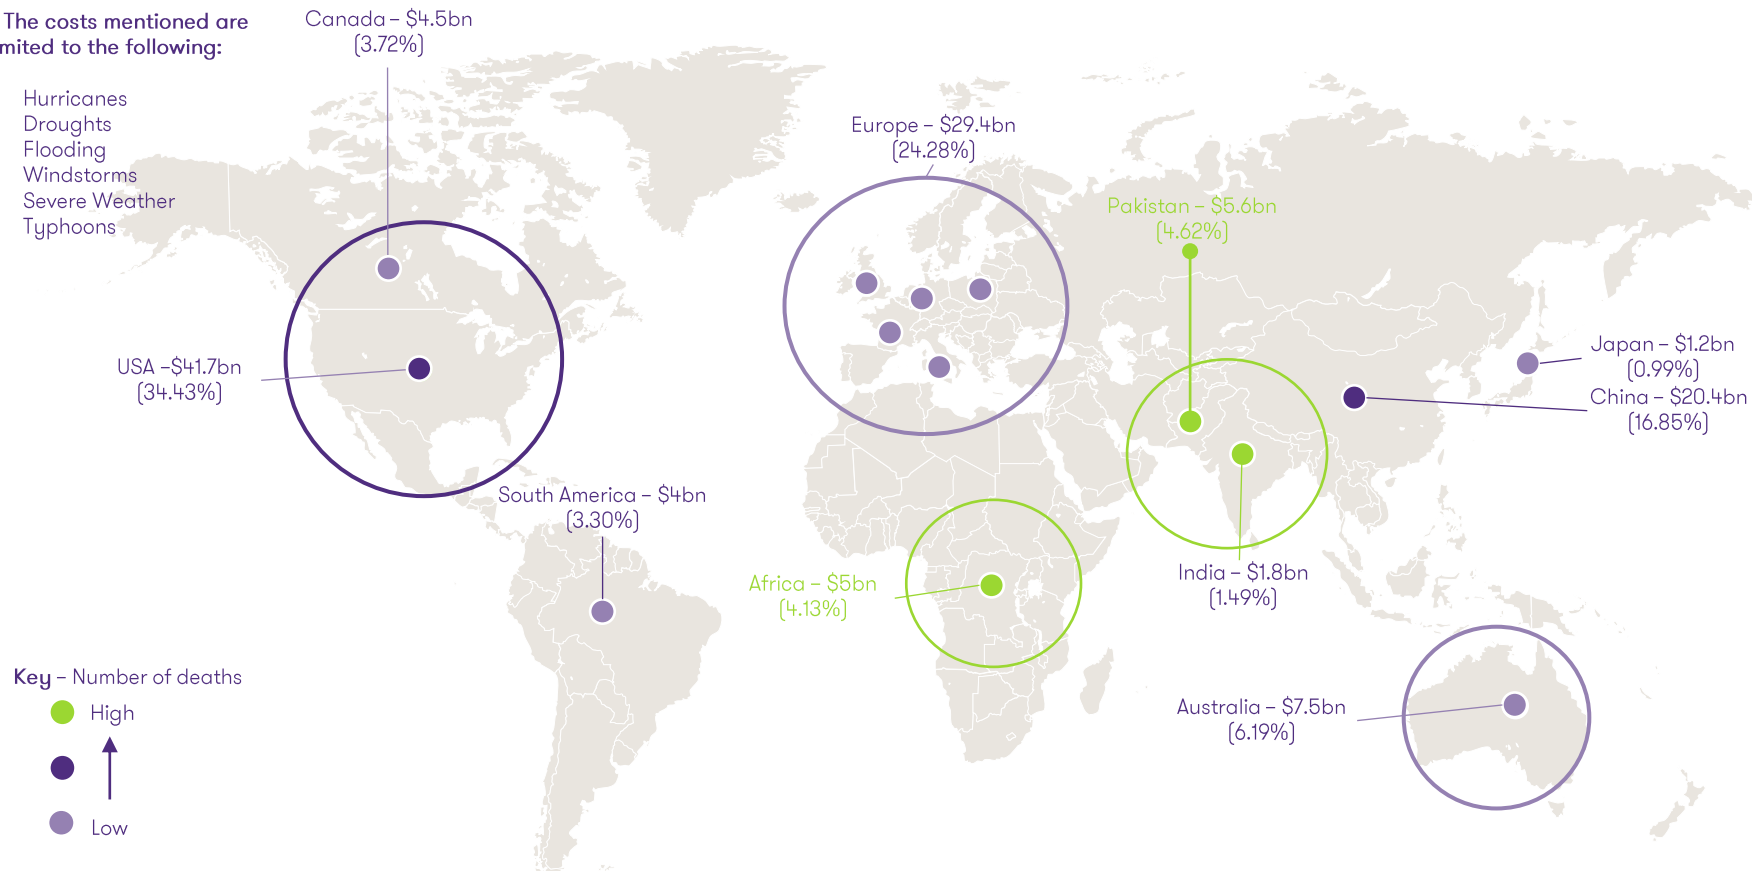 The costs mentioned are
mited to the following:
Hurricanes
Droughts
Flooding
Windstorms
Severe Weather
Typhoons
Canada – $4.5bn
(3.72%)
Europe – $29.4bn
(24.28%)
Pakistan – $5.6bn
(4.62%)
USA –$41.7bn
(34.43%)
Japan – $1.2bn
(0.99%)
China – $20.4bn
(16.85%)
South America – $4bn
(3.30%)
Africa – $5bn
(4.13%)
India – $1.8bn
(1.49%)
Australia – $7.5bn
(6.19%)
Key – Number of deaths
High
Low